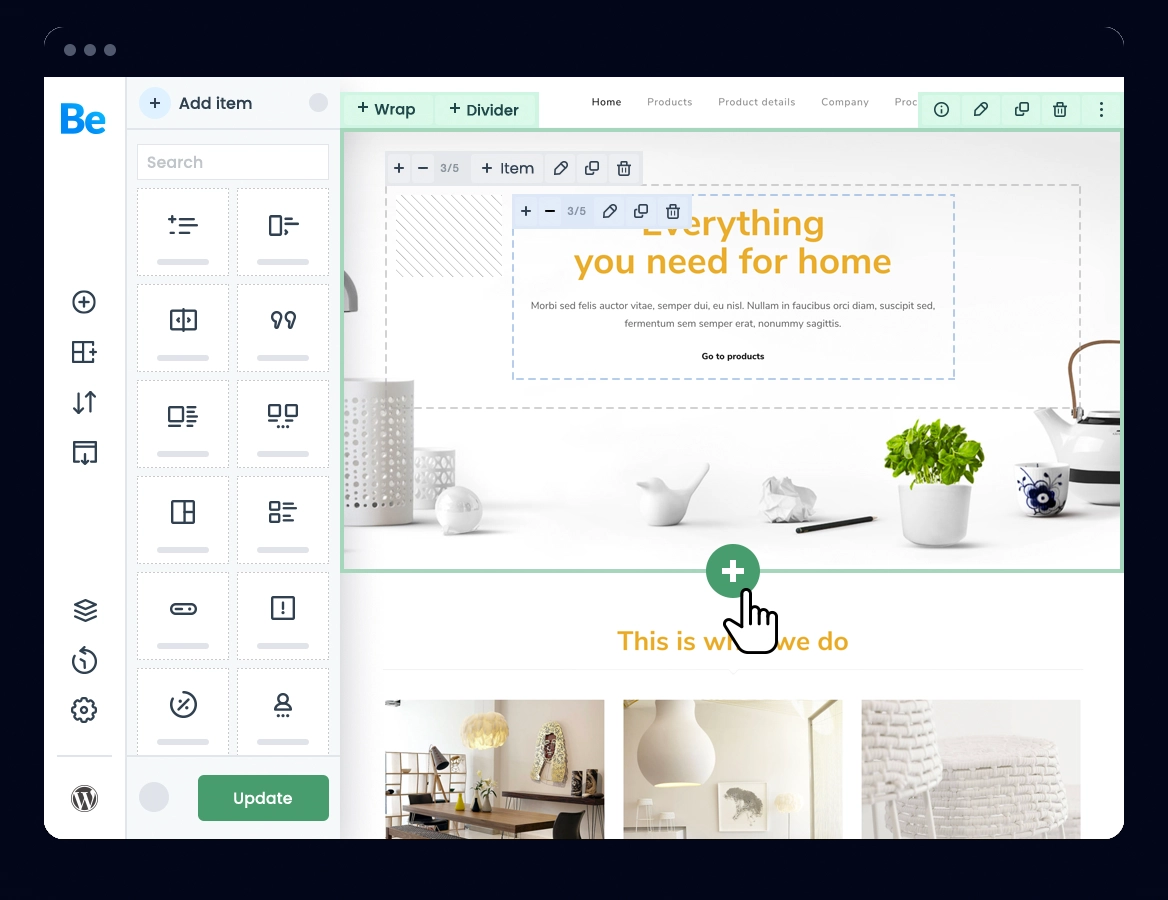 Be
Add item
Search
Update
Wrap
Divider
Home
Products
Product details
Company
3/5
Item
3/5
Everything
you need for home
Morbi sed felis auctor vitae, semper dui, eu nisl. Nullam in faucibus orci diam, suscipit sed,
fermentum sem semper erat, nonummy sagittis.
Go to products
This is
we do